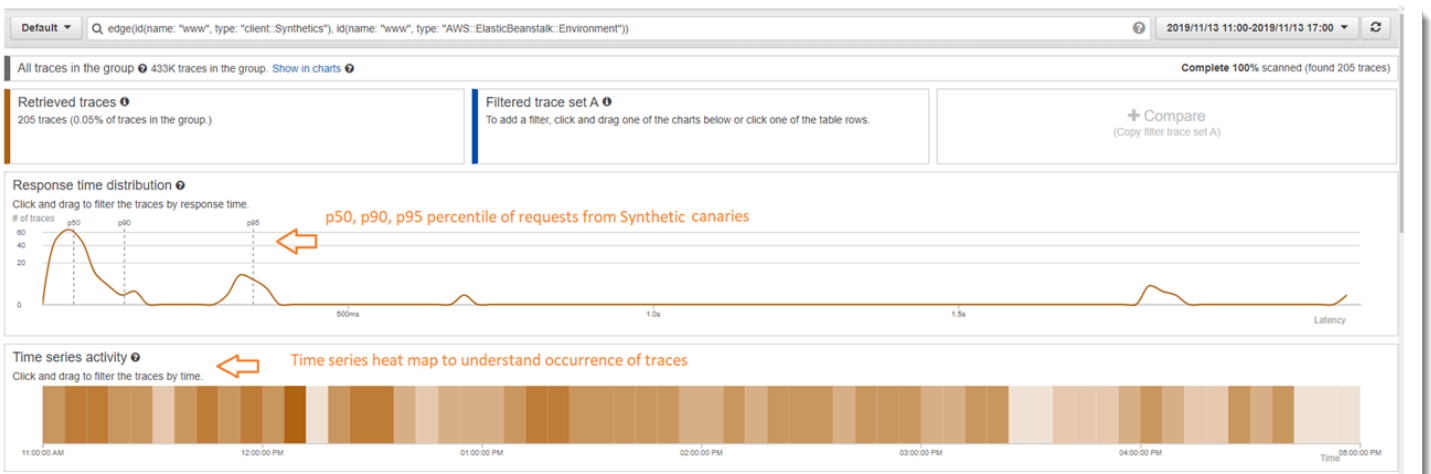 Default edge(id(name: "www", type: "client::Synthetics"), id(name: "www", type: "AWS::ElasticBeanstalk::Environment")) 2019/11/13 11:00-2019/11/13 17:00
All traces in the group 433K traces in the group. Show in charts Complete 100% scanned (found 205 traces)
Retrieved traces
205 traces (0.05% of traces in the group.)
Filtered trace set A
To add a filter, click and drag one of the charts below or click one of the table rows.
Compare
(Copy filter trace set A)
Response time distribution
Click and drag to filter the traces by response time.
# of traces
p50 p90 p95
p50, p90, p95 percentile of requests from Synthetic canaries
60
40
20
0
500ms 1.0s 1.5s
Latency
Time series activity
Time series heat map to understand occurrence of traces
Click and drag to filter the traces by time.
11:00:00 AM 12:00:00 PM 01:00:00 PM 02:00:00 PM 03:00:00 PM 04:00:00 PM 05:00:00 PM
Time